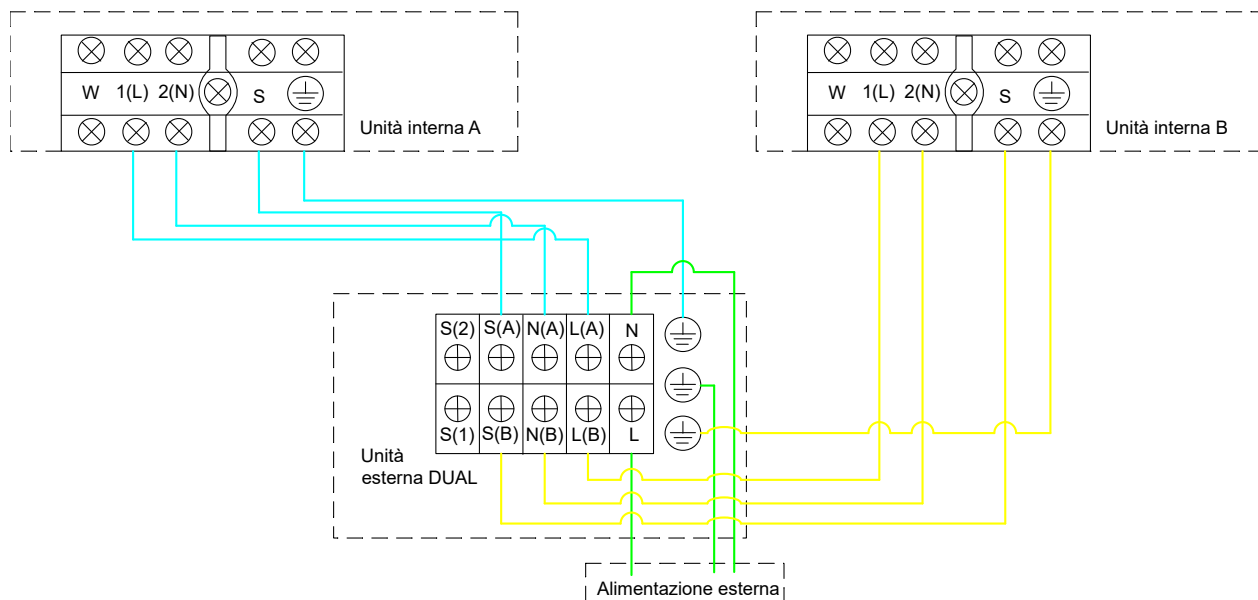 W 1(L) 2(N) S
Unità interna A
W 1(L) 2(N) S
Unità interna B
S(2) S(A) N(A) L(A) N
S(1) S(B) N(B) L(B) L
Unità
esterna DUAL
Alimentazione esterna